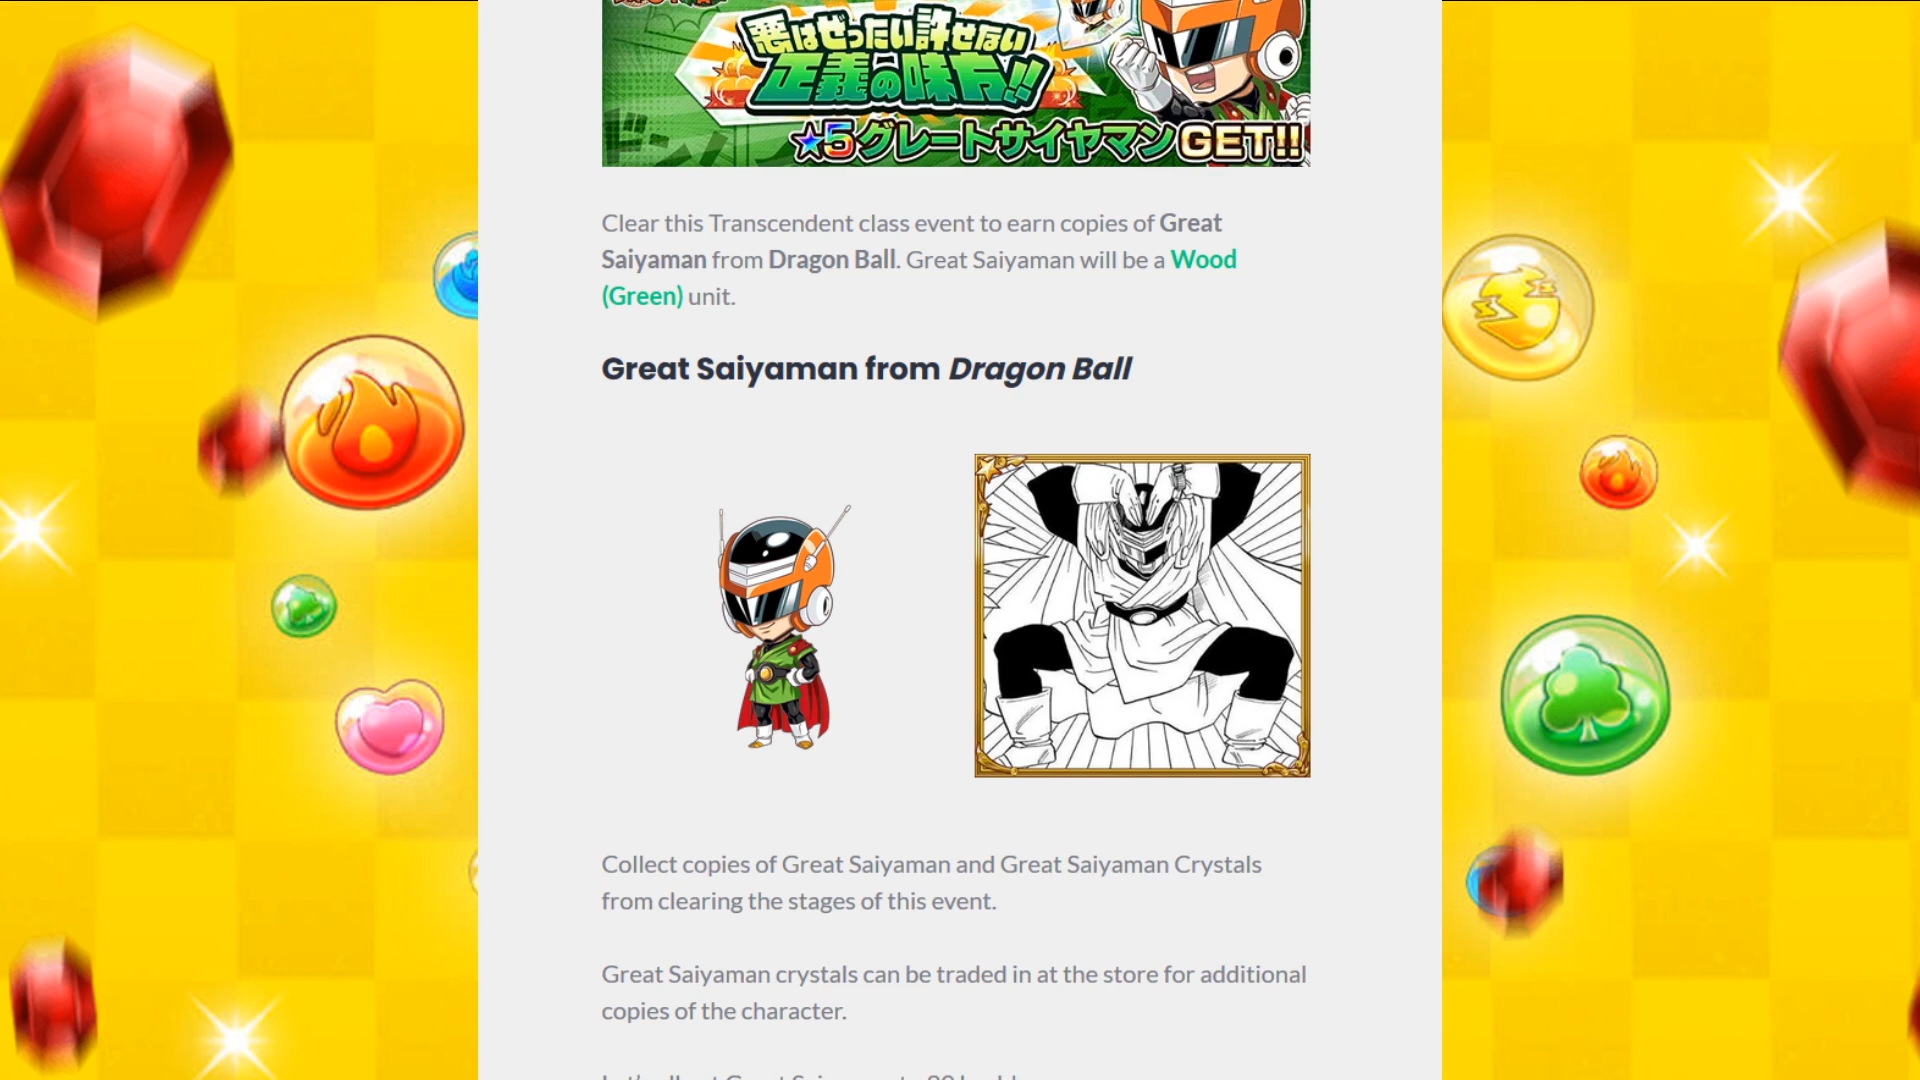 悪はぜったい許せない
正義の味方!!
ドン
★5グレートサイヤマンGET!!
Clear this Transcendent class event to earn copies of Great
Saiyaman from Dragon Ball. Great Saiyaman will be a Wood
(Green) unit.
Great Saiyaman from Dragon Ball
Collect copies of Great Saiyaman and Great Saiyaman Crystals
from clearing the stages of this event.
Great Saiyaman crystals can be traded in at the store for additional
copies of the character.